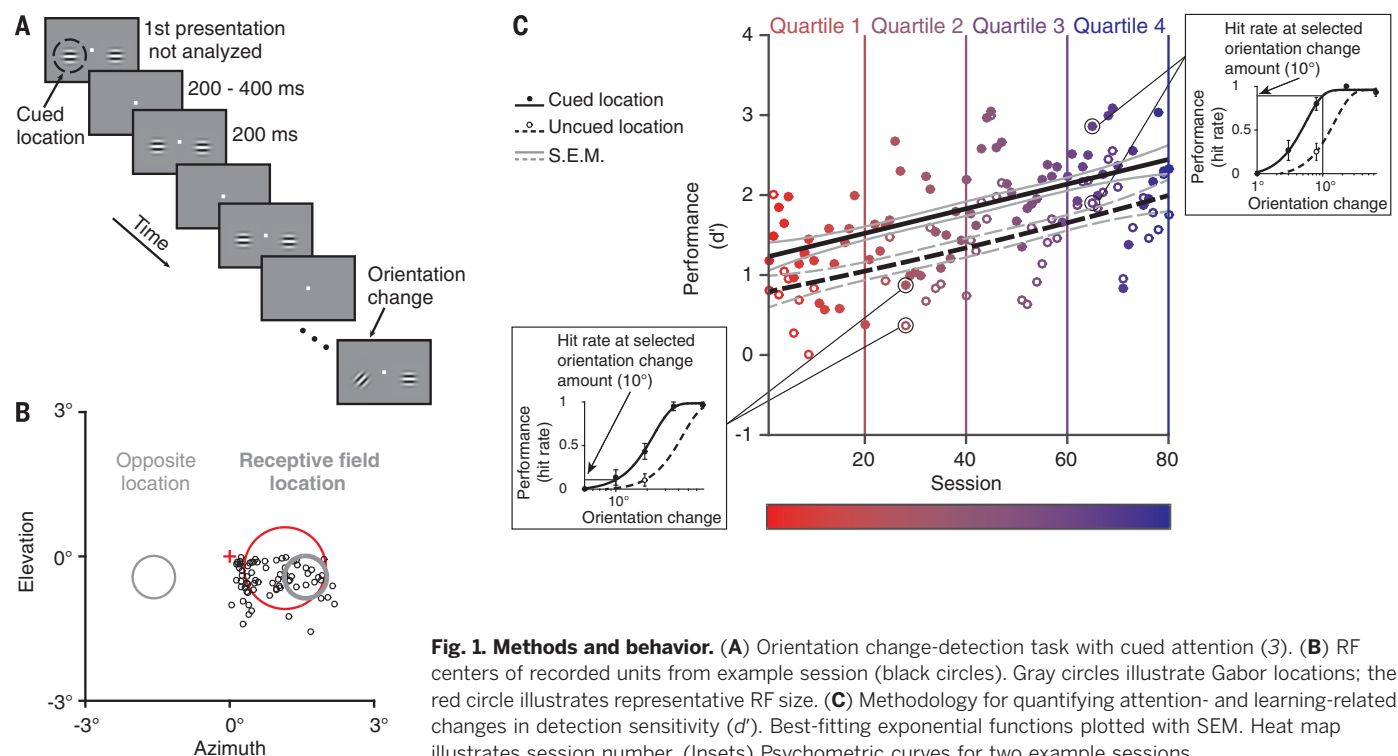 A
1st presentation
not analyzed
200 - 400 ms
Cued
location
200 ms
Time
Orientation
change
B
3°
0°
-3°
Elevation
Opposite
location
Receptive field
location
-3°
0°
3°
Azimuth
C
Cued location
Uncued location
S.E.M.
Quartile 1
Quartile 2
Quartile 3
Quartile 4
4
3
2
1
0
-1
Performance
(d′)
20
40
60
80
Session
Hit rate at selected
orientation change
amount (10°)
1
0.5
0
Performance
(hit rate)
1°
10°
Orientation change
Hit rate at selected
orientation change
amount (10°)
1
0.5
0
Performance
(hit rate)
10°
Orientation change
Fig. 1. Methods and behavior. (A) Orientation change-detection task with cued attention (3). (B) RF
centers of recorded units from example session (black circles). Gray circles illustrate Gabor locations; the
red circle illustrates representative RF size. (C) Methodology for quantifying attention- and learning-related
changes in detection sensitivity (d′). Best-fitting exponential functions plotted with SEM. Heat map
illustrates session number. (Insets) Psychometric curves for two example sessions.